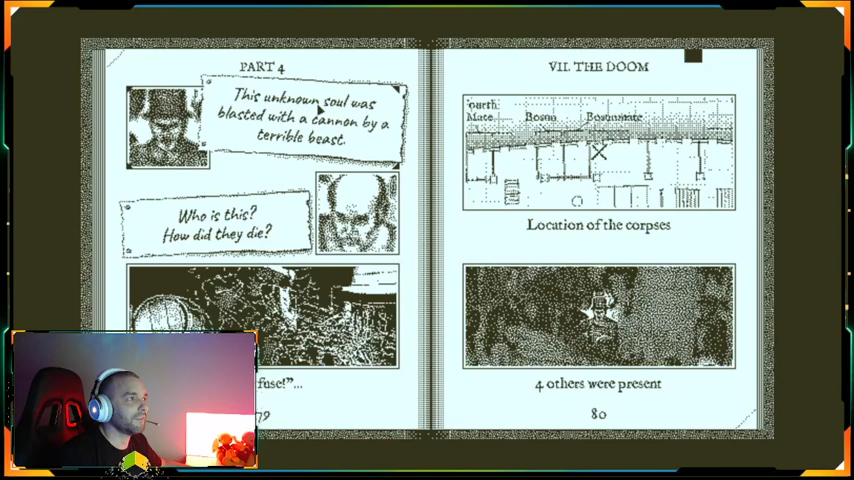 PART 4
This unknown soul was
blasted with a cannon by a
terrible beast.
Who is this?
How did they die?
fuse!”...
79
VII. THE DOOM
Mate
Bosun
Bosunmate
Location of the corpses
4 others were present
80